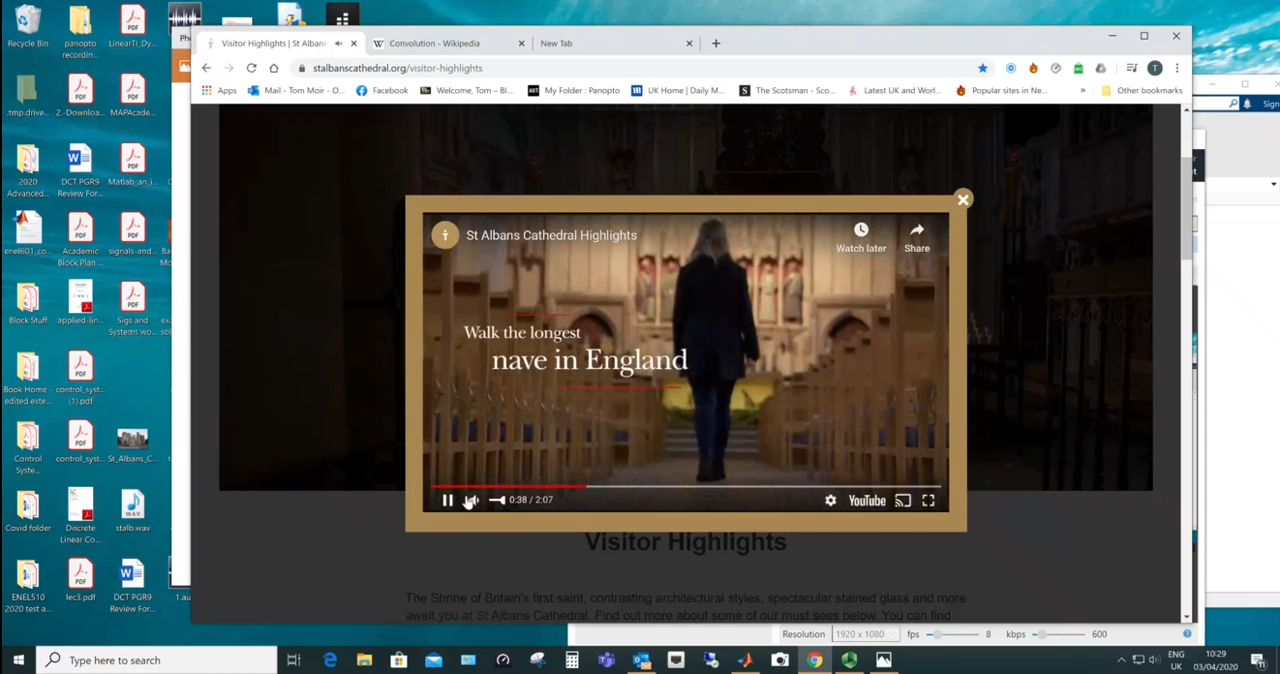 Recycle Bin
panopto
recordin...
LinearTI_Dy...
Ph
.tmp.drive...
2.-Downloa...
MAPAcade...
2020
Advanced...
DCT PGR9
Review For...
Matlab_an_i...
enel601_co...
Academic
Block Plan ...
signals-and...
Block Stuff
applied-lin...
Sigs and
Systems wo...
Book Home -
edited exte...
control_syst...
(1).pdf
Control
Syste...
control_syst...
St_Albans_C...
Covid folder
Discrete
Linear Co...
stalb.wav
ENEL510
2020 test a...
lec3.pdf
DCT PGR9
Review For...
1.au
Visitor Highlights | St Alban
Convolution - Wikipedia
New Tab
stalbanscathedral.org/visitor-highlights
T
Apps
Mail - Tom Moir - O...
Facebook
Welcome, Tom – Bl...
My Folder : Panopto
UK Home | Daily M...
The Scotsman - Sco...
Latest UK and Worl...
Popular sites in Ne...
»
Other bookmarks
Sign
St Albans Cathedral Highlights
Watch later
Share
Walk the longest
nave in England
0:38 / 2:07
YouTube
Visitor Highlights
The Shrine of Britain's first saint, contrasting architectural styles, spectacular stained glass and more
await you at St Albans Cathedral. Find out more about some of our must sees below. You can find
Resolution
1920 x 1080
fps
8
kbps
600
Type here to search
ENG
UK
10:29
03/04/2020